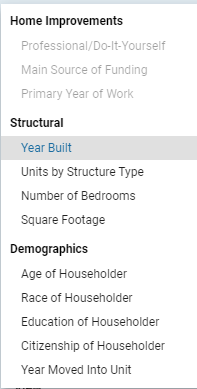 Home Improvements
Professional/Do-It-Yourself
Main Source of Funding
Primary Year of Work
Structural
Year Built
Units by Structure Type
Number of Bedrooms
Square Footage
Demographics
Age of Householder
Race of Householder
Education of Householder
Citizenship of Householder
Year Moved Into Unit